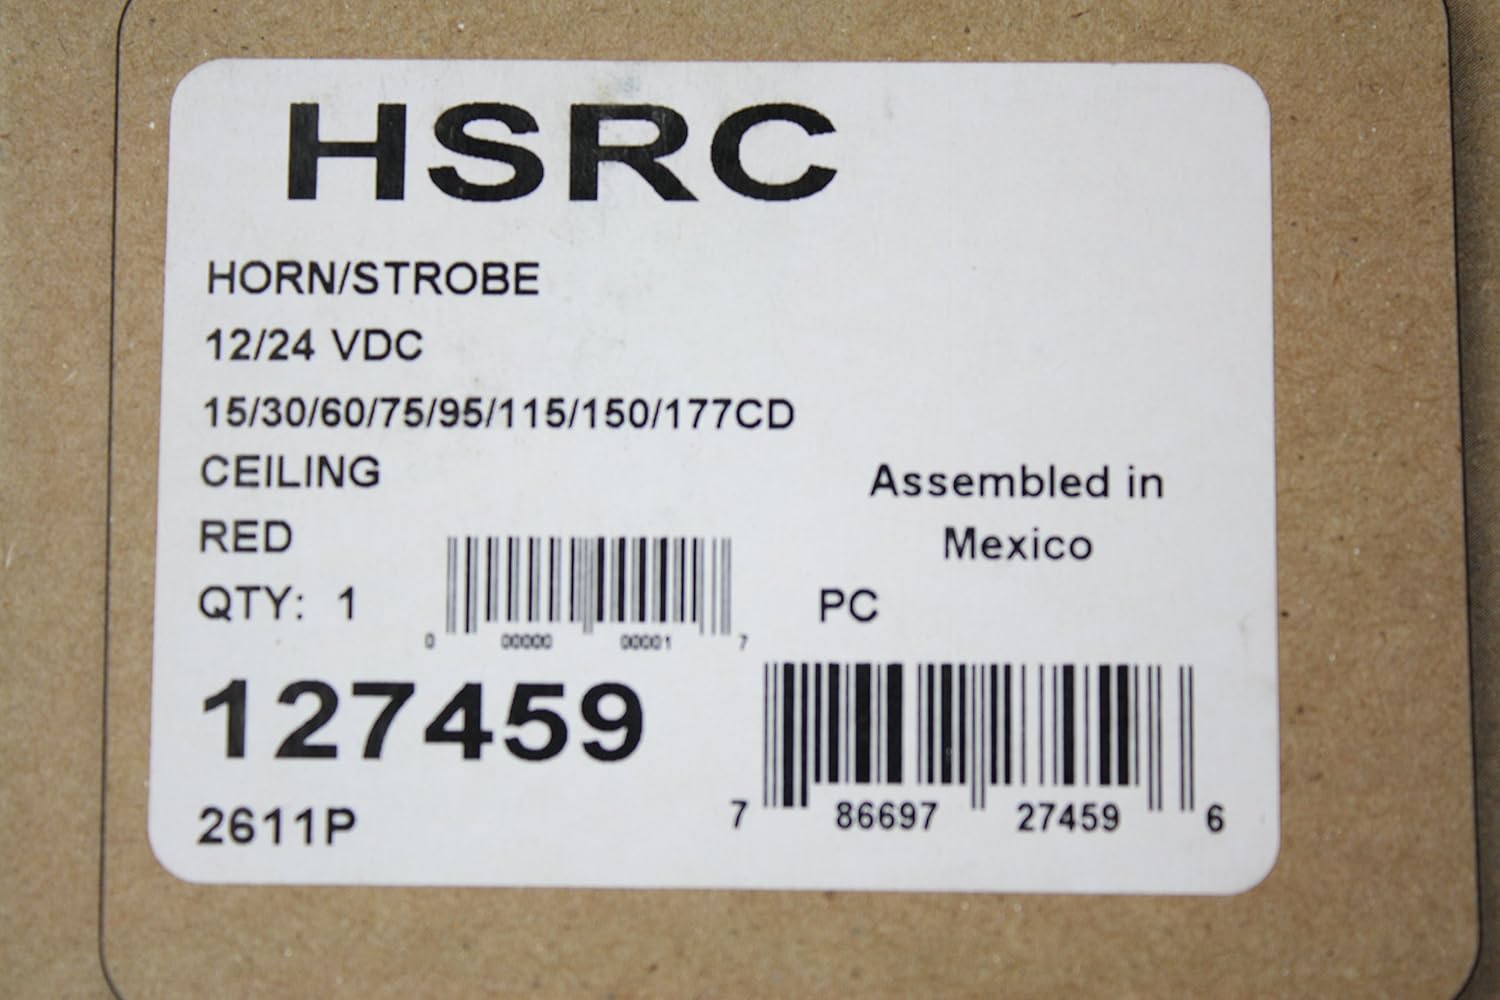 HSRC
HORN/STROBE
12/24 VDC
15/30/60/75/95/115/150/177CD
CEILING
RED
QTY: 1
0 00000 00001 7
Assembled in
Mexico
PC
127459
2611P
7 86697 27459 6